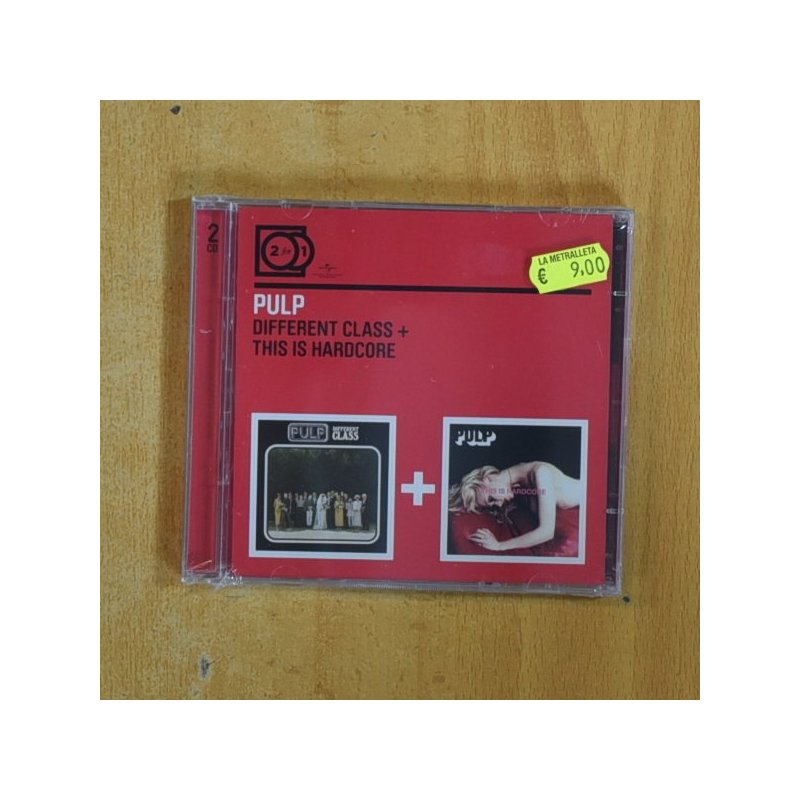 2
CD
2 for 1
LA METRALLETA
€ 9,00
PULP
DIFFERENT CLASS +
THIS IS HARDCORE
PULP DIFFERENT
CLASS
+
PULP
THIS IS HARDCORE